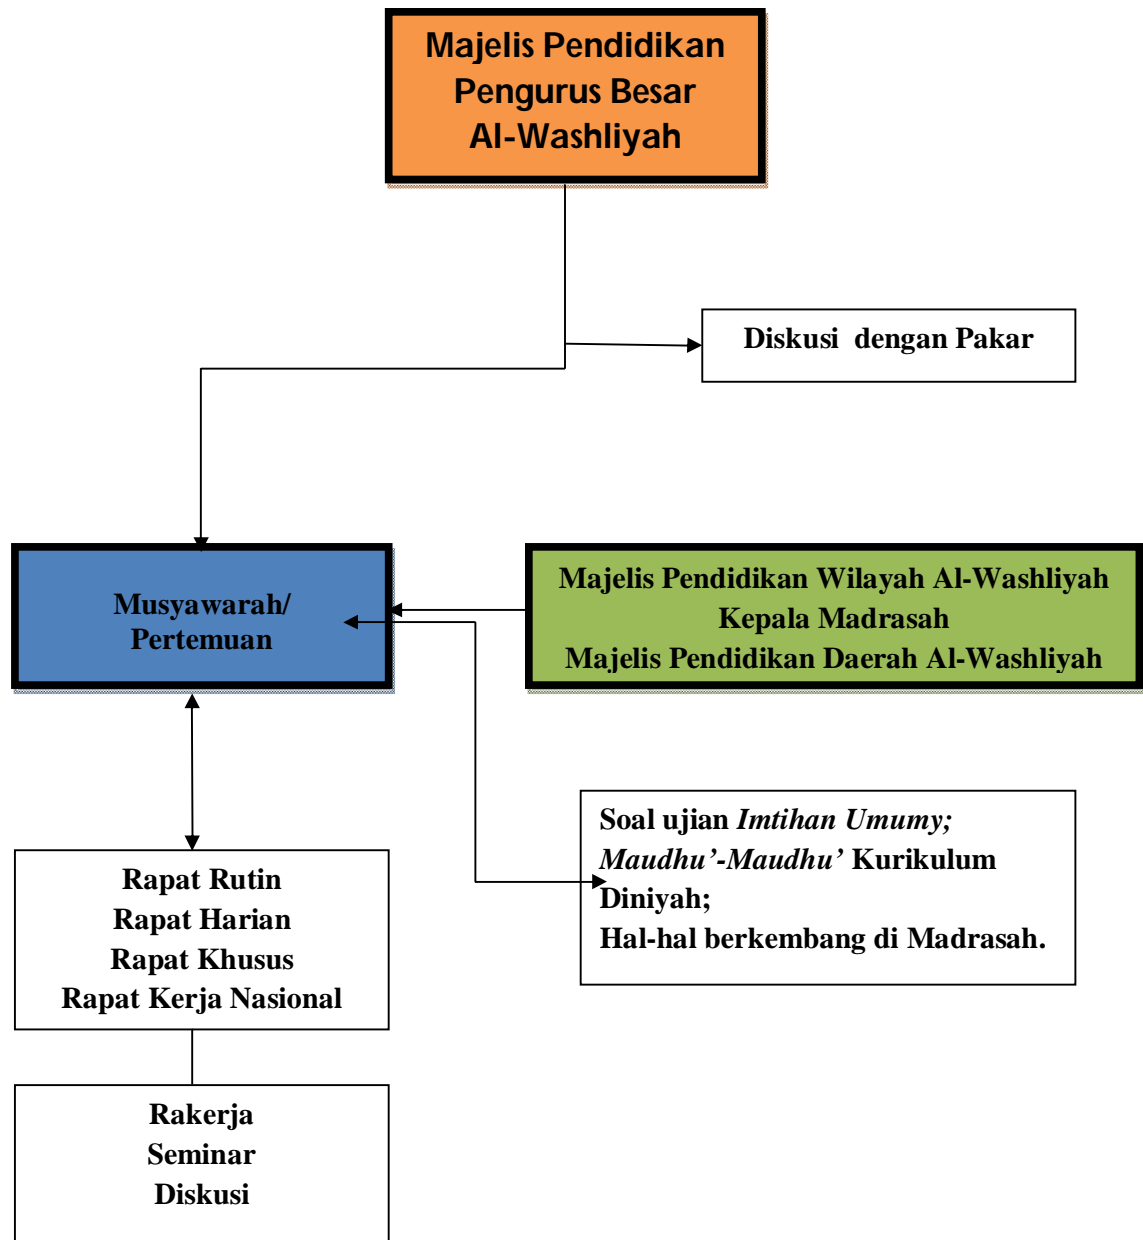 Majelis Pendidikan
Pengurus Besar
Al-Washliyah
Diskusi dengan Pakar
Musyawarah/
Pertemuan
Majelis Pendidikan Wilayah Al-Washliyah
Kepala Madrasah
Majelis Pendidikan Daerah Al-Washliyah
Soal ujian Imtihan Umumy;
Maudhu’-Maudhu’ Kurikulum
Diniyah;
Hal-hal berkembang di Madrasah.
Rapat Rutin
Rapat Harian
Rapat Khusus
Rapat Kerja Nasional
Rakerja
Seminar
Diskusi